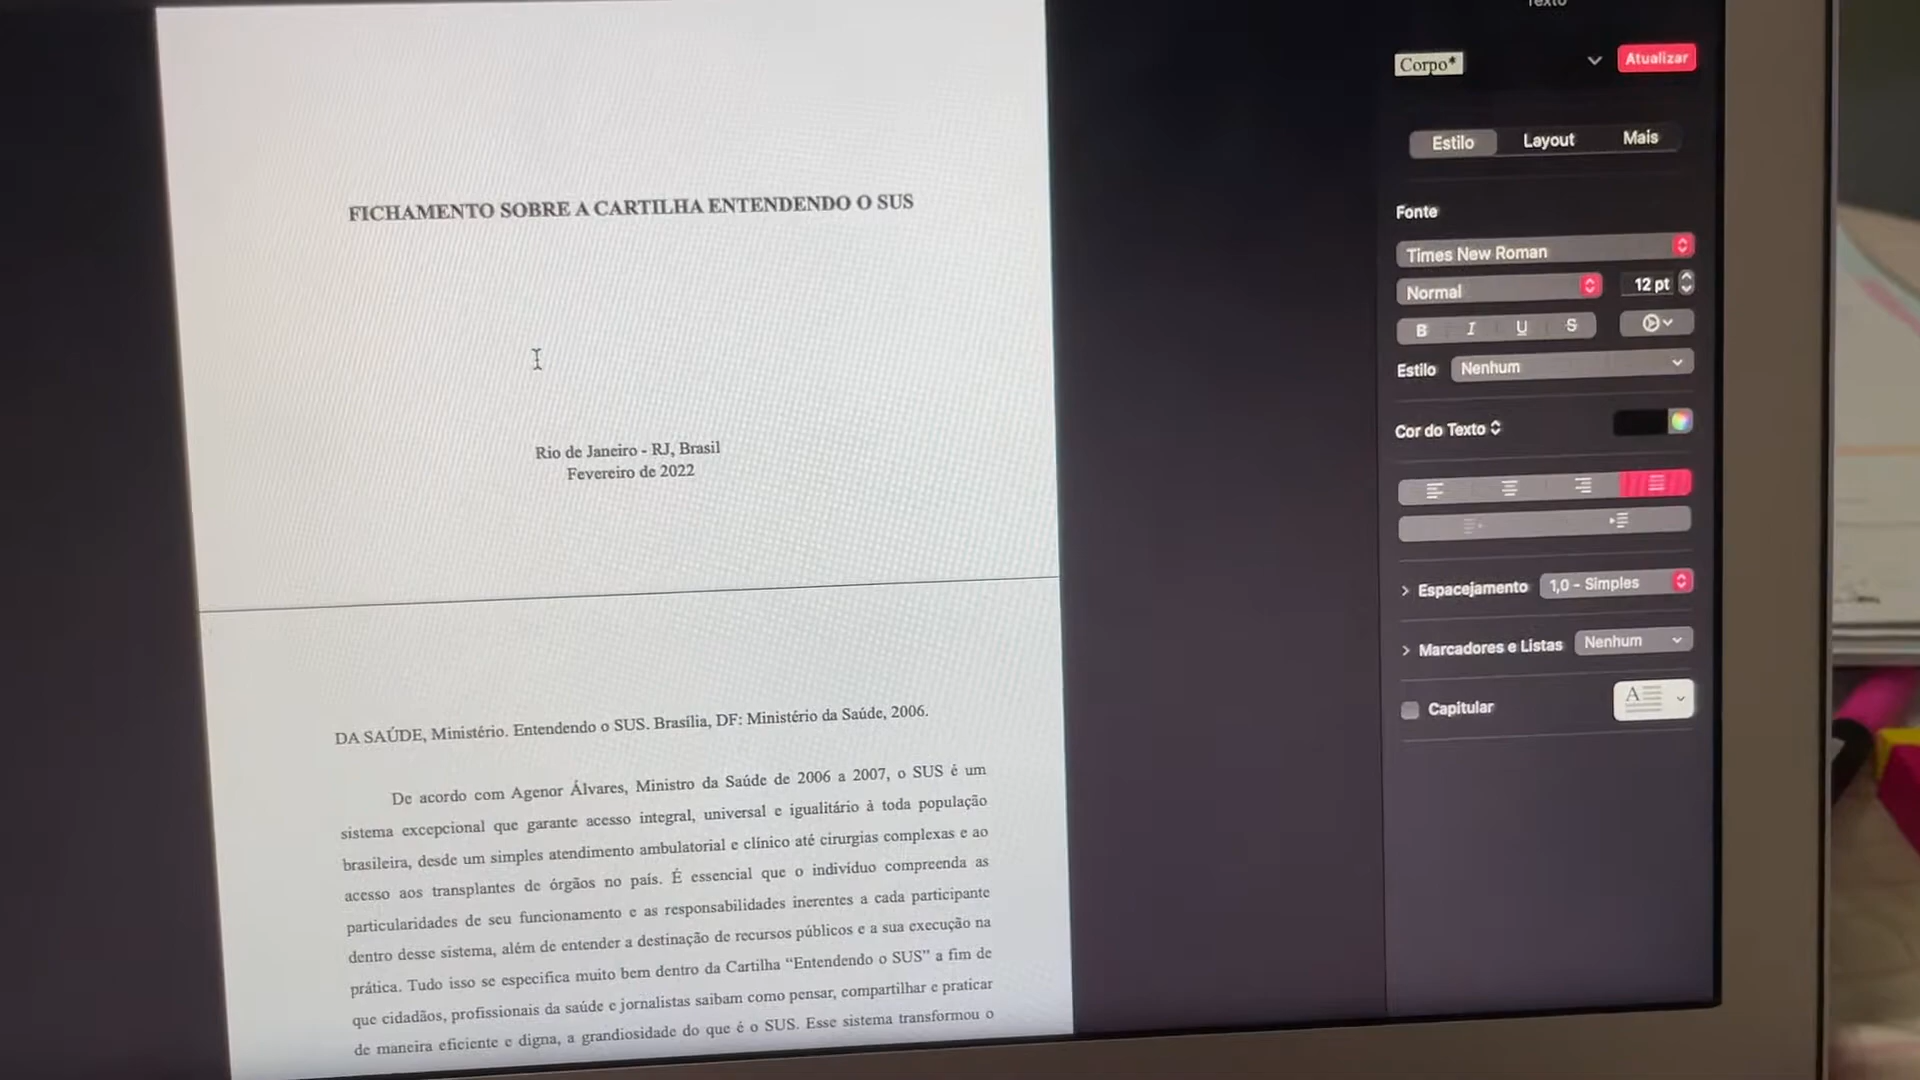 FICHAMENTO SOBRE A CARTILHA ENTENDENDO O SUS
Rio de Janeiro - RJ, Brasil
Fevereiro de 2022
DA SAÚDE, Ministério. Entendendo o SUS. Brasília, DF: Ministério da Saúde, 2006.
De acordo com Agenor Álvares, Ministro da Saúde de 2006 a 2007, o SUS é um
sistema excepcional que garante acesso integral, universal e igualitário à toda população
brasileira, desde um simples atendimento ambulatorial e clínico até cirurgias complexas e ao
acesso aos transplantes de órgãos no país. É essencial que o indivíduo compreenda as
particularidades de seu funcionamento e as responsabilidades inerentes a cada participante
dentro desse sistema, além de entender a destinação de recursos públicos e a sua execução na
prática. Tudo isso se especifica muito bem dentro da Cartilha “Entendendo o SUS” a fim de
que cidadãos, profissionais da saúde e jornalistas saibam como pensar, compartilhar e praticar
de maneira eficiente e digna, a grandiosidade do que é o SUS. Esse sistema transformou o
Texto
Corpo*
Atualizar
Estilo Layout Mais
Fonte
Times New Roman
Normal 12 pt
B I U S
Estilo Nenhum
Cor do Texto
Espacejamento 1,0 - Simples
Marcadores e Listas Nenhum
Capitular A